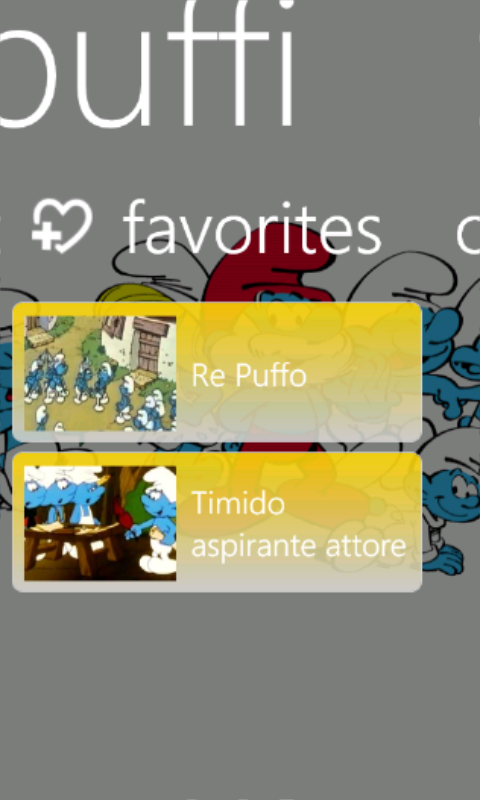 puffi
favorites
Re Puffo
Timido
aspirante attore